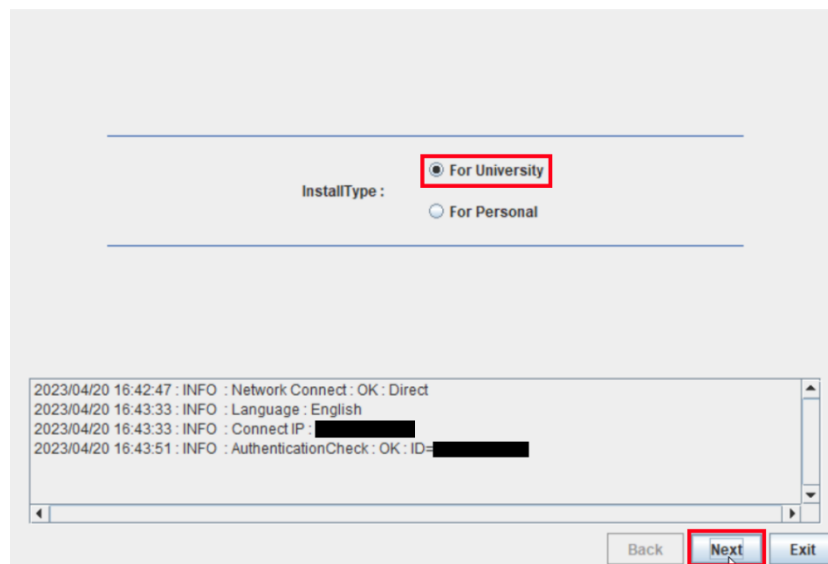 For University
InstallType :
For Personal
2023/04/20 16:42:47 : INFO : Network Connect : OK : Direct
2023/04/20 16:43:33 : INFO : Language : English
2023/04/20 16:43:33 : INFO : Connect IP :
2023/04/20 16:43:51 : INFO : AuthenticationCheck : OK : ID=
Back Next Exit